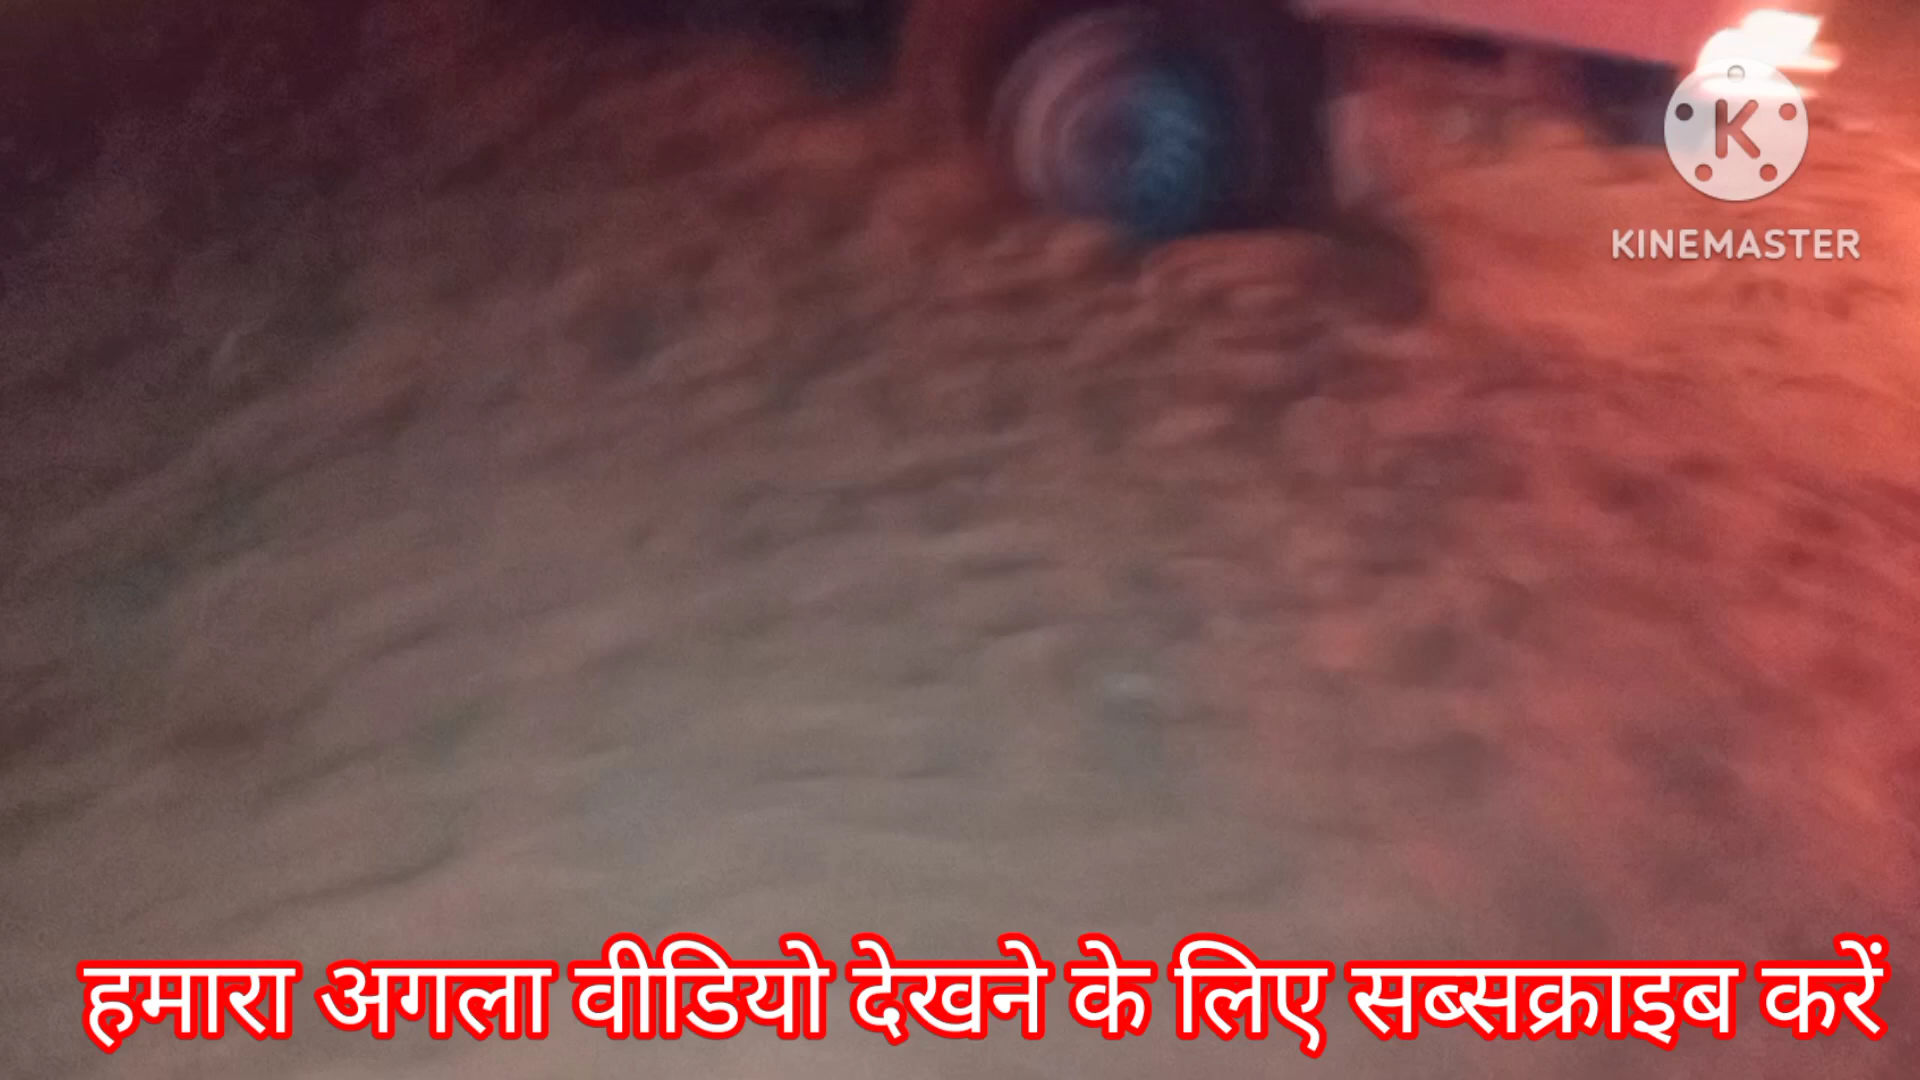 KINEMASTER
हमारा अगला वीडियो देखने के लिए सब्सक्राइब करें